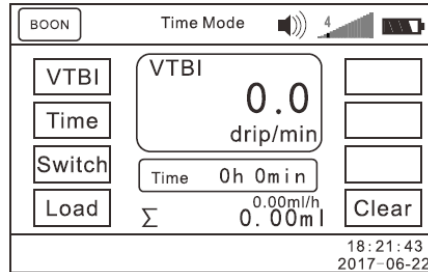 BOON Time Mode 4
VTBI
Time
Switch
Load
VTBI
0.0
drip/min
Time 0h 0min
0.00ml/h
Σ 0.00ml
Clear
18:21:43
2017-06-22